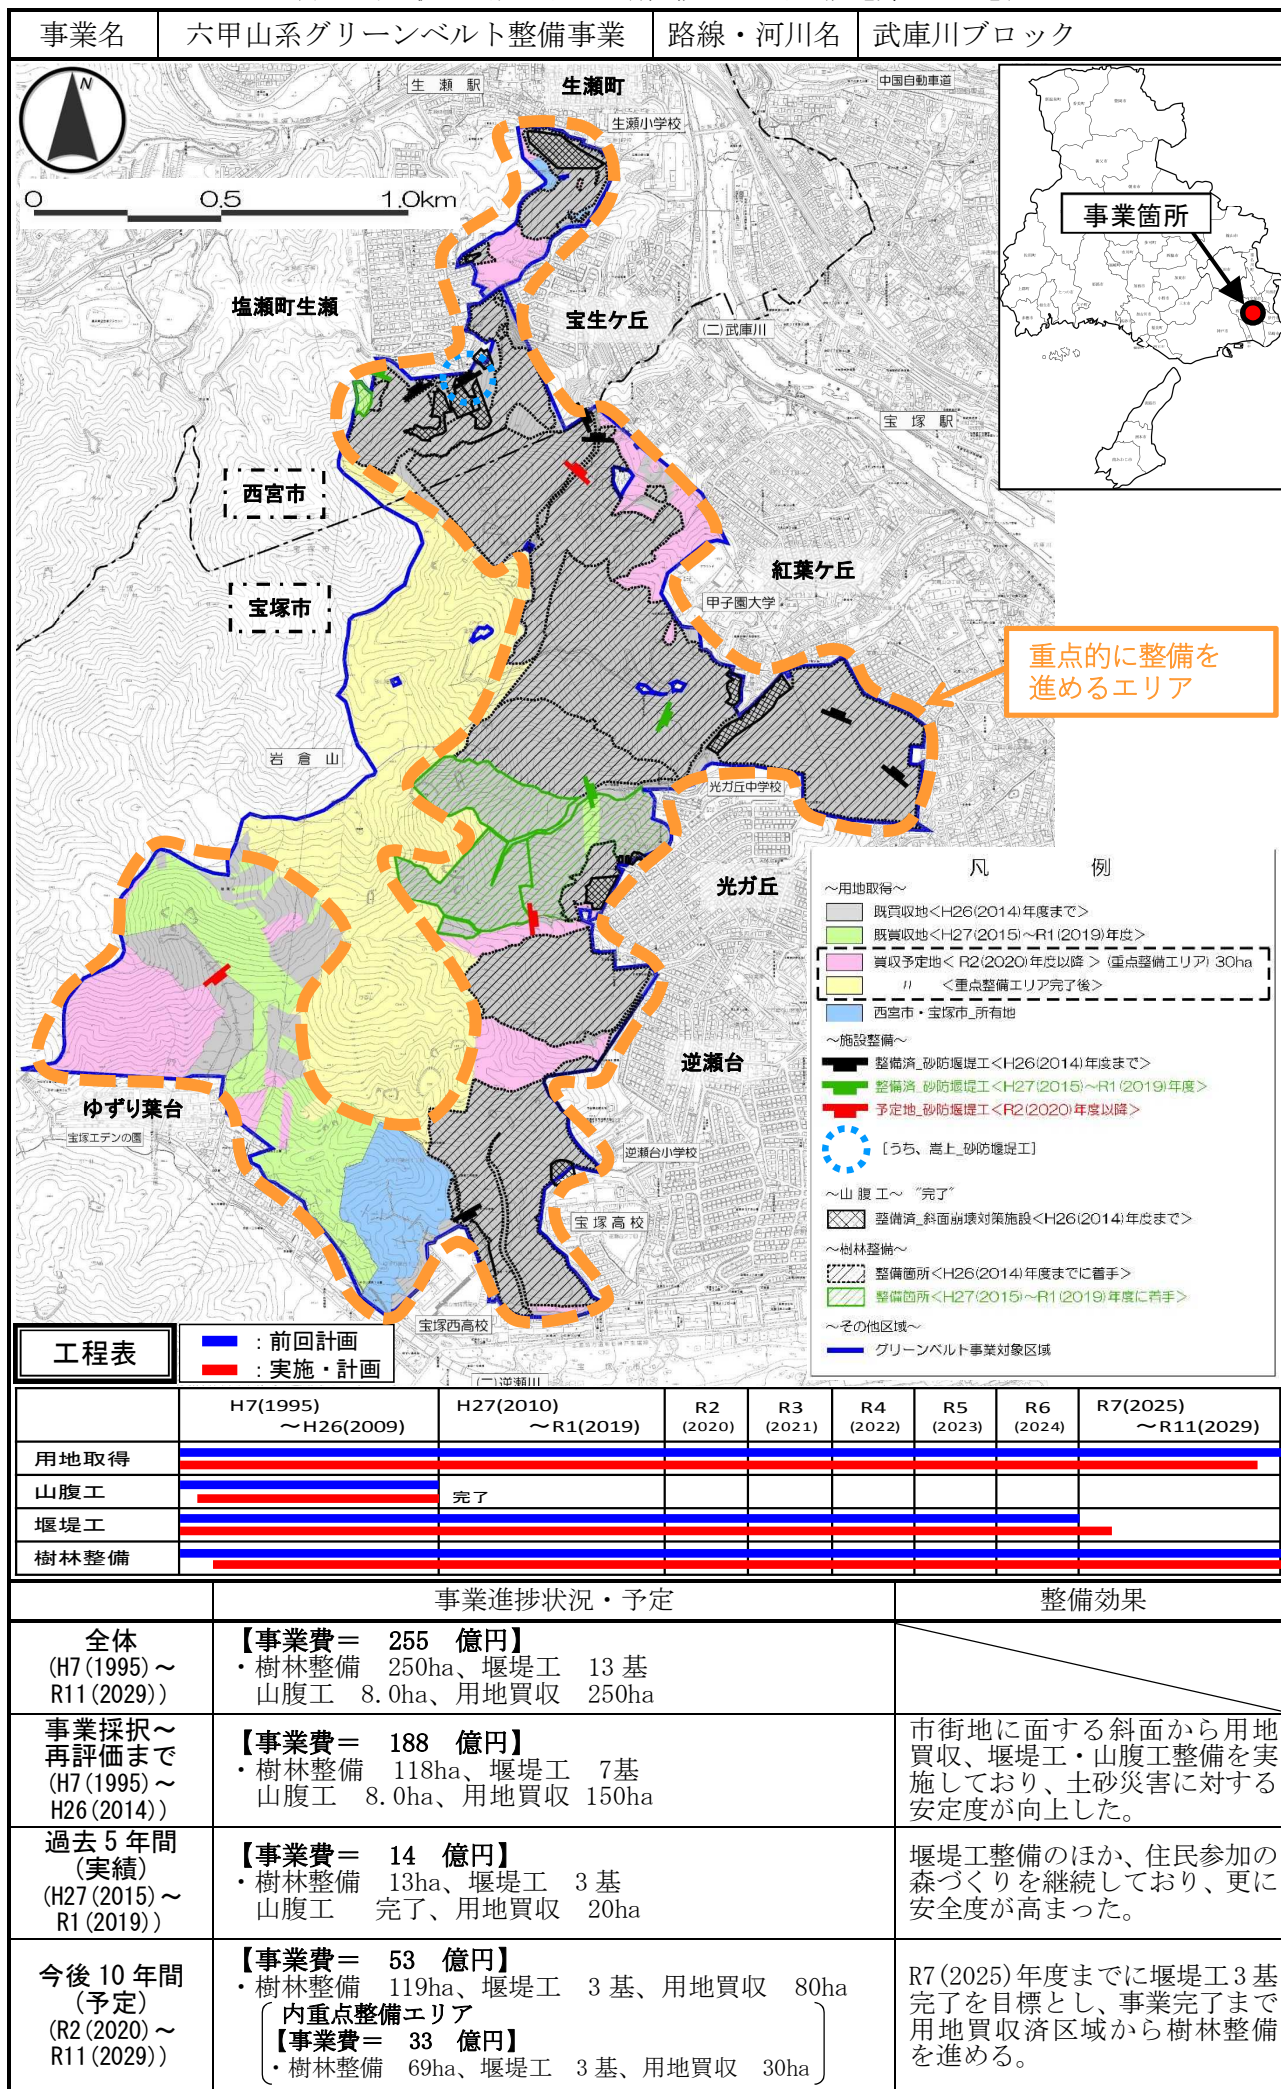 事業名 六甲山系グリーンベルト整備事業 路線・河川名 武庫川ブロック
N
0 0.5 1.0km
生瀬駅
生瀬町
生瀬小学校
中国自動車道
事業箇所
塩瀬町生瀬
宝生ケ丘
(二)武庫川
宝塚駅
西宮市
宝塚市
紅葉ケ丘
甲子園大学
重点的に整備を
進めるエリア
岩倉山
光ガ丘中学校
光ガ丘
逆瀬台
ゆずり葉台
宝塚エデンの園
逆瀬台小学校
宝塚高校
宝塚西高校
(二)逆瀬川
凡 例
～用地取得～
既買収地<H26(2014)年度まで>
既買収地<H27(2015)～R1(2019)年度>
買収予定地< R2(2020)年度以降 > (重点整備エリア) 30ha
〃 <重点整備エリア完了後>
西宮市・宝塚市_所有地
～施設整備～
整備済_砂防堰堤工<H26(2014)年度まで>
整備済_砂防堰堤工<H27(2015)～R1(2019)年度>
予定地_砂防堰堤工<R2(2020)年度以降>
[うち、嵩上_砂防堰堤工]
～山腹工～ "完了"
整備済_斜面崩壊対策施設<H26(2014)年度まで>
～樹林整備～
整備箇所<H26(2014)年度までに着手>
整備箇所<H27(2015)～R1(2019)年度に着手>
～その他区域～
グリーンベルト事業対象区域
工程表
：前回計画
：実施・計画
H7(1995)
～H26(2009)
H27(2010)
～R1(2019)
R2
(2020)
R3
(2021)
R4
(2022)
R5
(2023)
R6
(2024)
R7(2025)
～R11(2029)
用地取得
山腹工
完了
堰堤工
樹林整備
事業進捗状況・予定 整備効果
全体
(H7(1995)～
R11(2029))
【事業費＝ 255 億円】
・樹林整備 250ha、堰堤工 13基
山腹工 8.0ha、用地買収 250ha
事業採択～
再評価まで
(H7(1995)～
H26(2014))
【事業費＝ 188 億円】
・樹林整備 118ha、堰堤工 7基
山腹工 8.0ha、用地買収 150ha
市街地に面する斜面から用地
買収、堰堤工・山腹工整備を実
施しており、土砂災害に対する
安定度が向上した。
過去5年間
(実績)
(H27(2015)～
R1(2019))
【事業費＝ 14 億円】
・樹林整備 13ha、堰堤工 3基
山腹工 完了、用地買収 20ha
堰堤工整備のほか、住民参加の
森づくりを継続しており、更に
安全度が高まった。
今後10年間
(予定)
(R2(2020)～
R11(2029))
【事業費＝ 53 億円】
・樹林整備 119ha、堰堤工 3基、用地買収 80ha
内重点整備エリア
【事業費＝ 33 億円】
・樹林整備 69ha、堰堤工 3基、用地買収 30ha
R7(2025)年度までに堰堤工3基
完了を目標とし、事業完了まで
用地買収済区域から樹林整備
を進める。